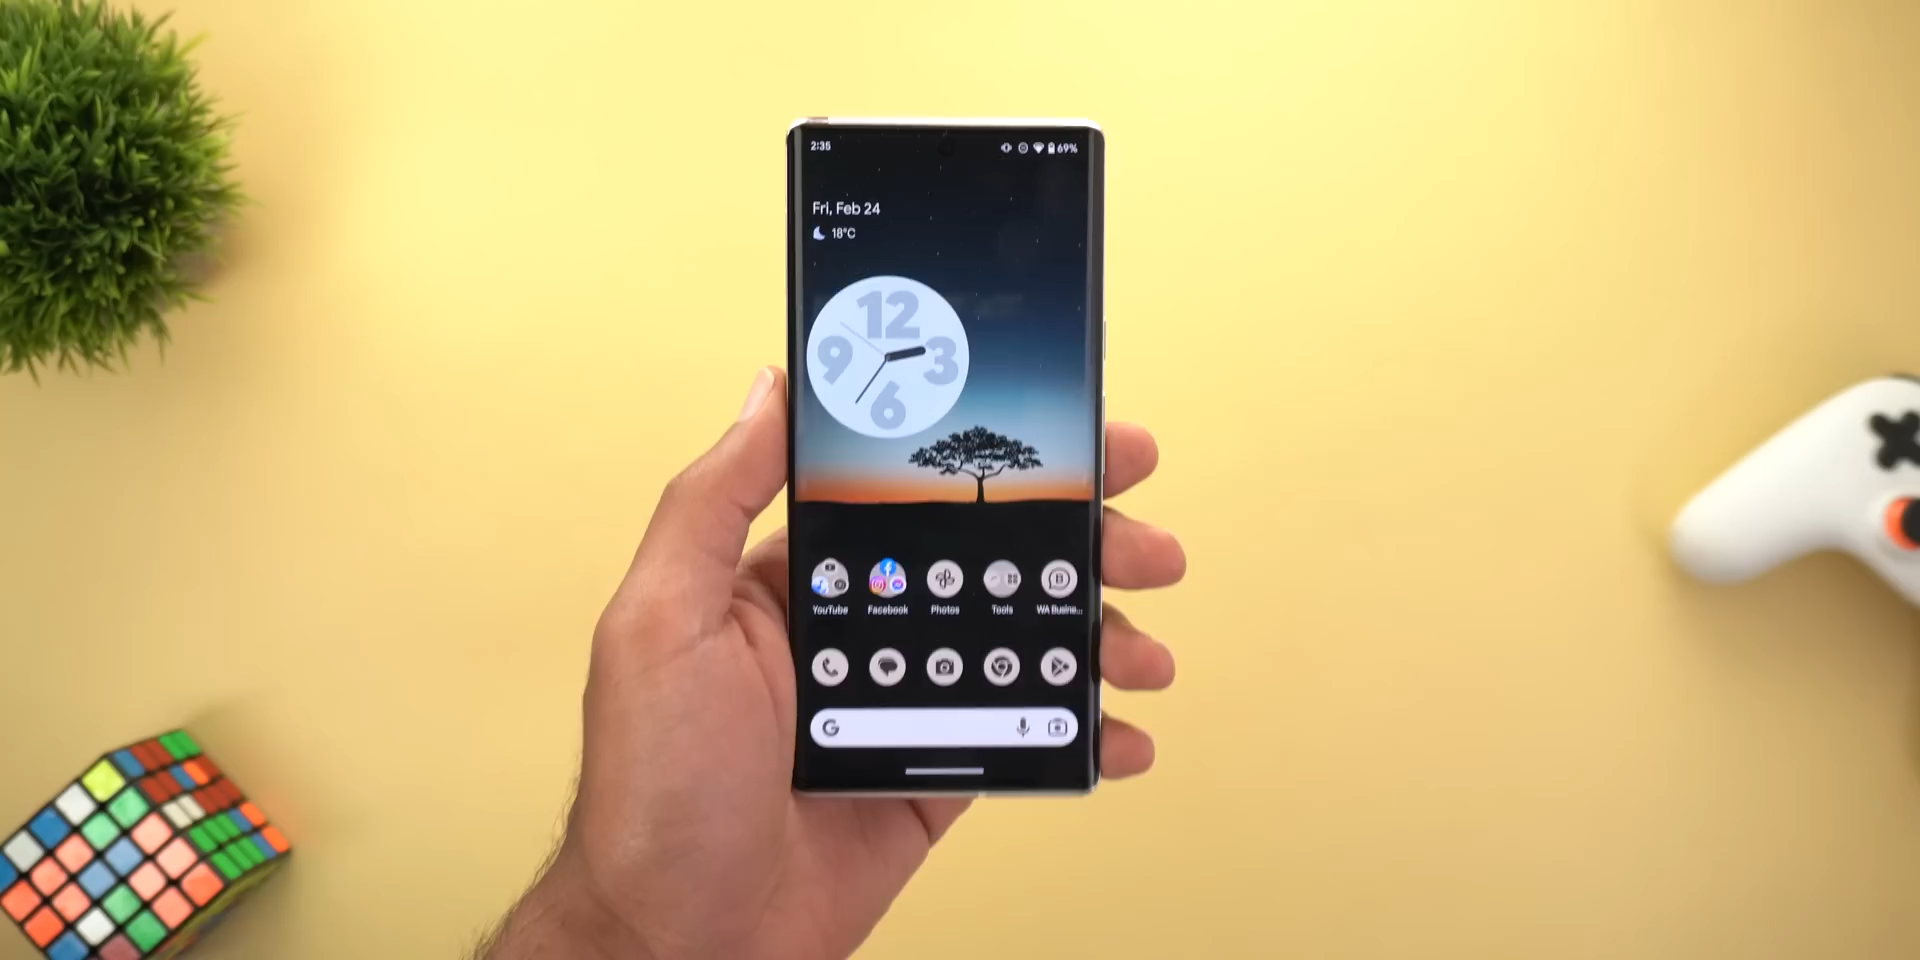 2:35
69%
Fri, Feb 24
18°C
12
9
3
6
YouTube
Facebook
Photos
Tools
WA Busine...
G